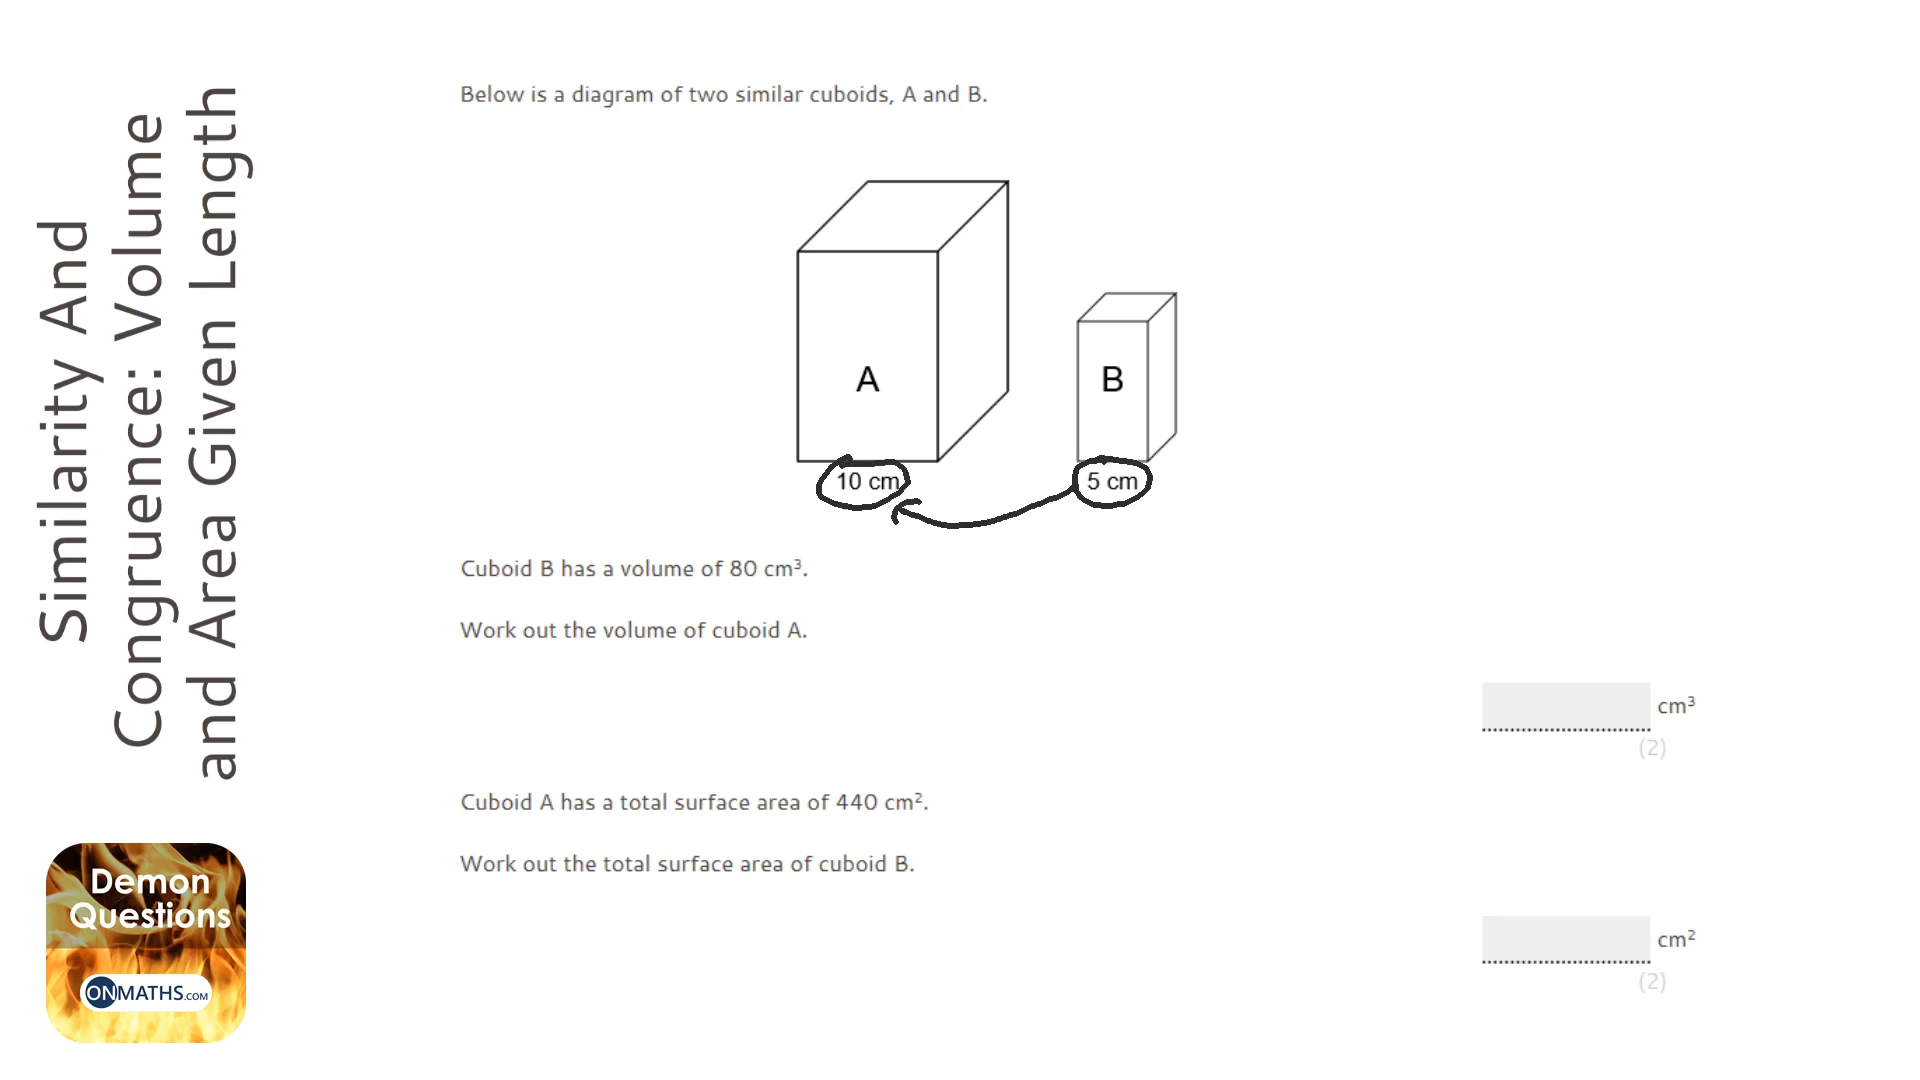 Similarity And
Congruence: Volume
and Area Given Length
Below is a diagram of two similar cuboids, A and B.
A
B
10 cm
5 cm
Cuboid B has a volume of 80 cm³.
Work out the volume of cuboid A.
cm³
(2)
Cuboid A has a total surface area of 440 cm².
Work out the total surface area of cuboid B.
cm²
(2)
Demon
Questions
ONMATHS.COM